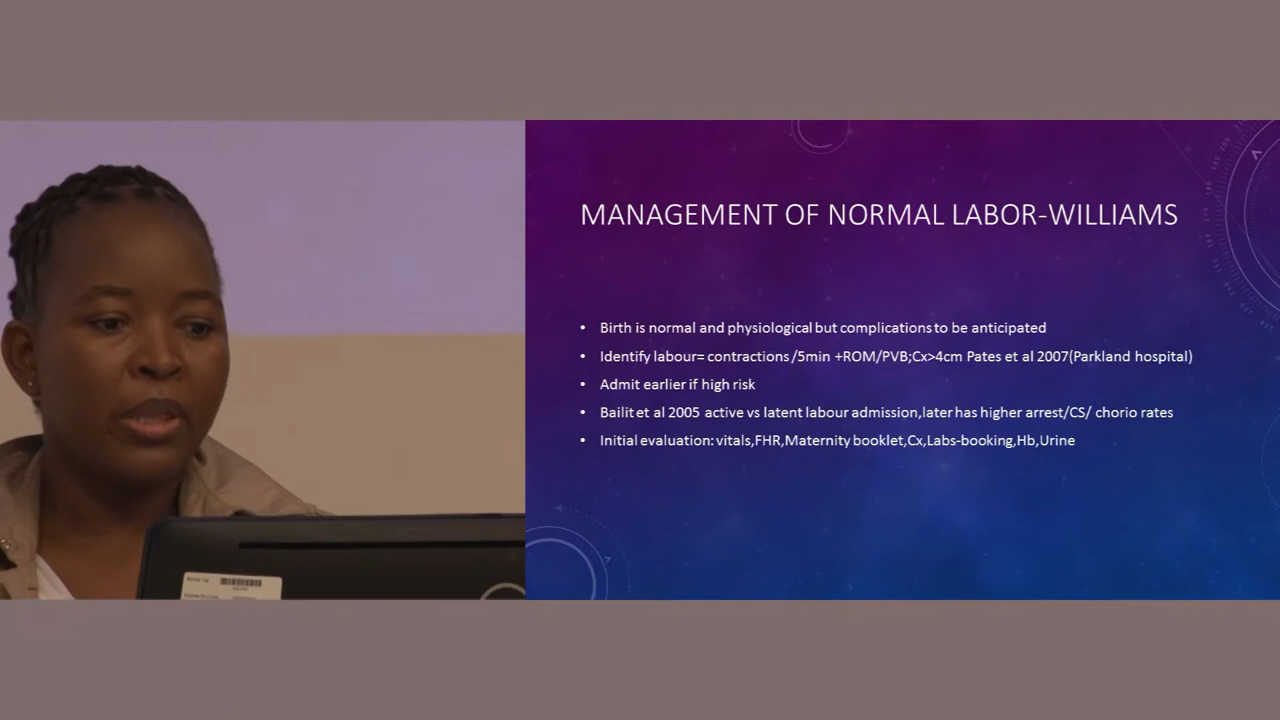 MANAGEMENT OF NORMAL LABOR-WILLIAMS
• Birth is normal and physiological but complications to be anticipated
• Identify labour= contractions /5min +ROM/PVB;Cx>4cm Pates et al 2007(Parkland hospital)
• Admit earlier if high risk
• Bailit et al 2005 active vs latent labour admission,later has higher arrest/CS/ chorio rates
• Initial evaluation: vitals,FHR,Maternity booklet,Cx,Labs-booking,Hb,Urine